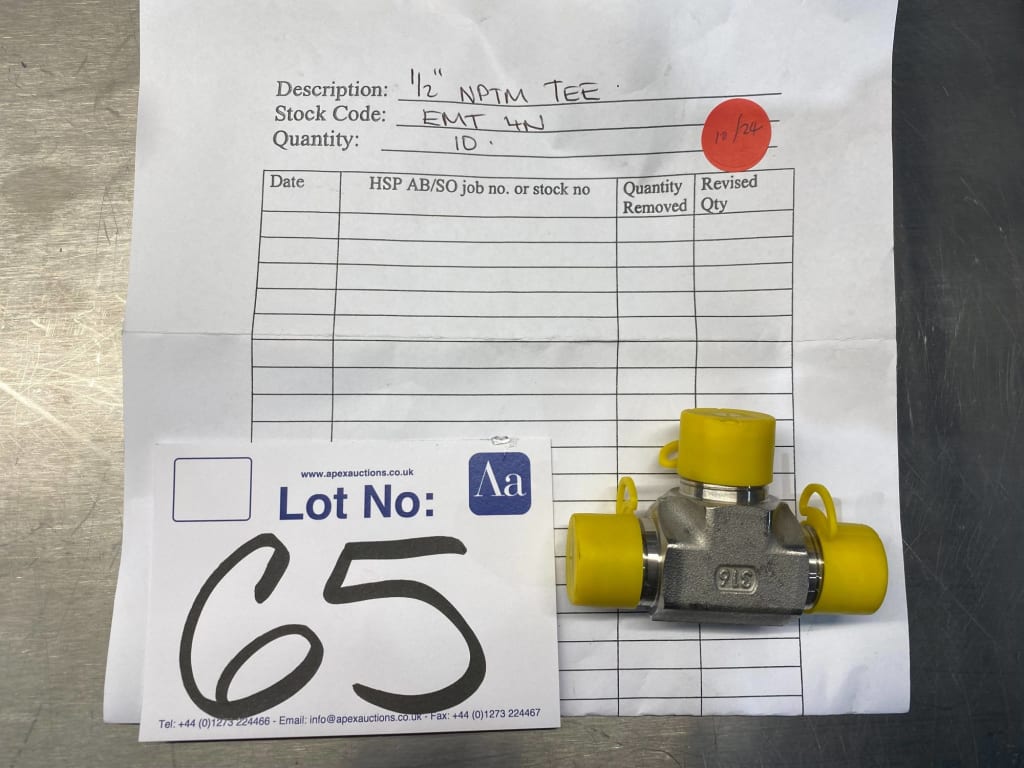 Description: 1/2" NPTM TEE.
Stock Code: EMT 4N
Quantity: 10.
10/24
Date HSP AB/SO job no. or stock no Quantity Removed Revised Qty
www.apexauctions.co.uk
Lot No:
Aa
65
Tel: +44 (0)1273 224466 - Email: info@apexauctions.co.uk - Fax: +44 (0)1273 224467
316